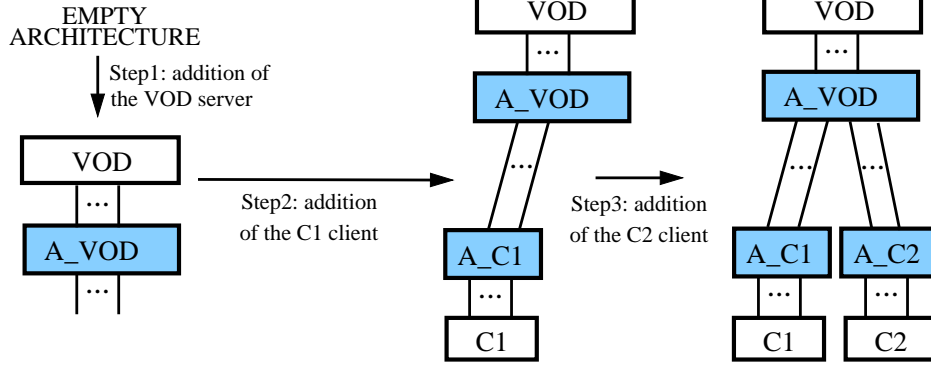 EMPTY
ARCHITECTURE
Step1: addition of
the VOD server
VOD
...
A_VOD
...
Step2: addition
of the C1 client
VOD
...
A_VOD
...
A_C1
...
C1
Step3: addition
of the C2 client
VOD
...
A_VOD
... ...
A_C1 A_C2
... ...
C1 C2